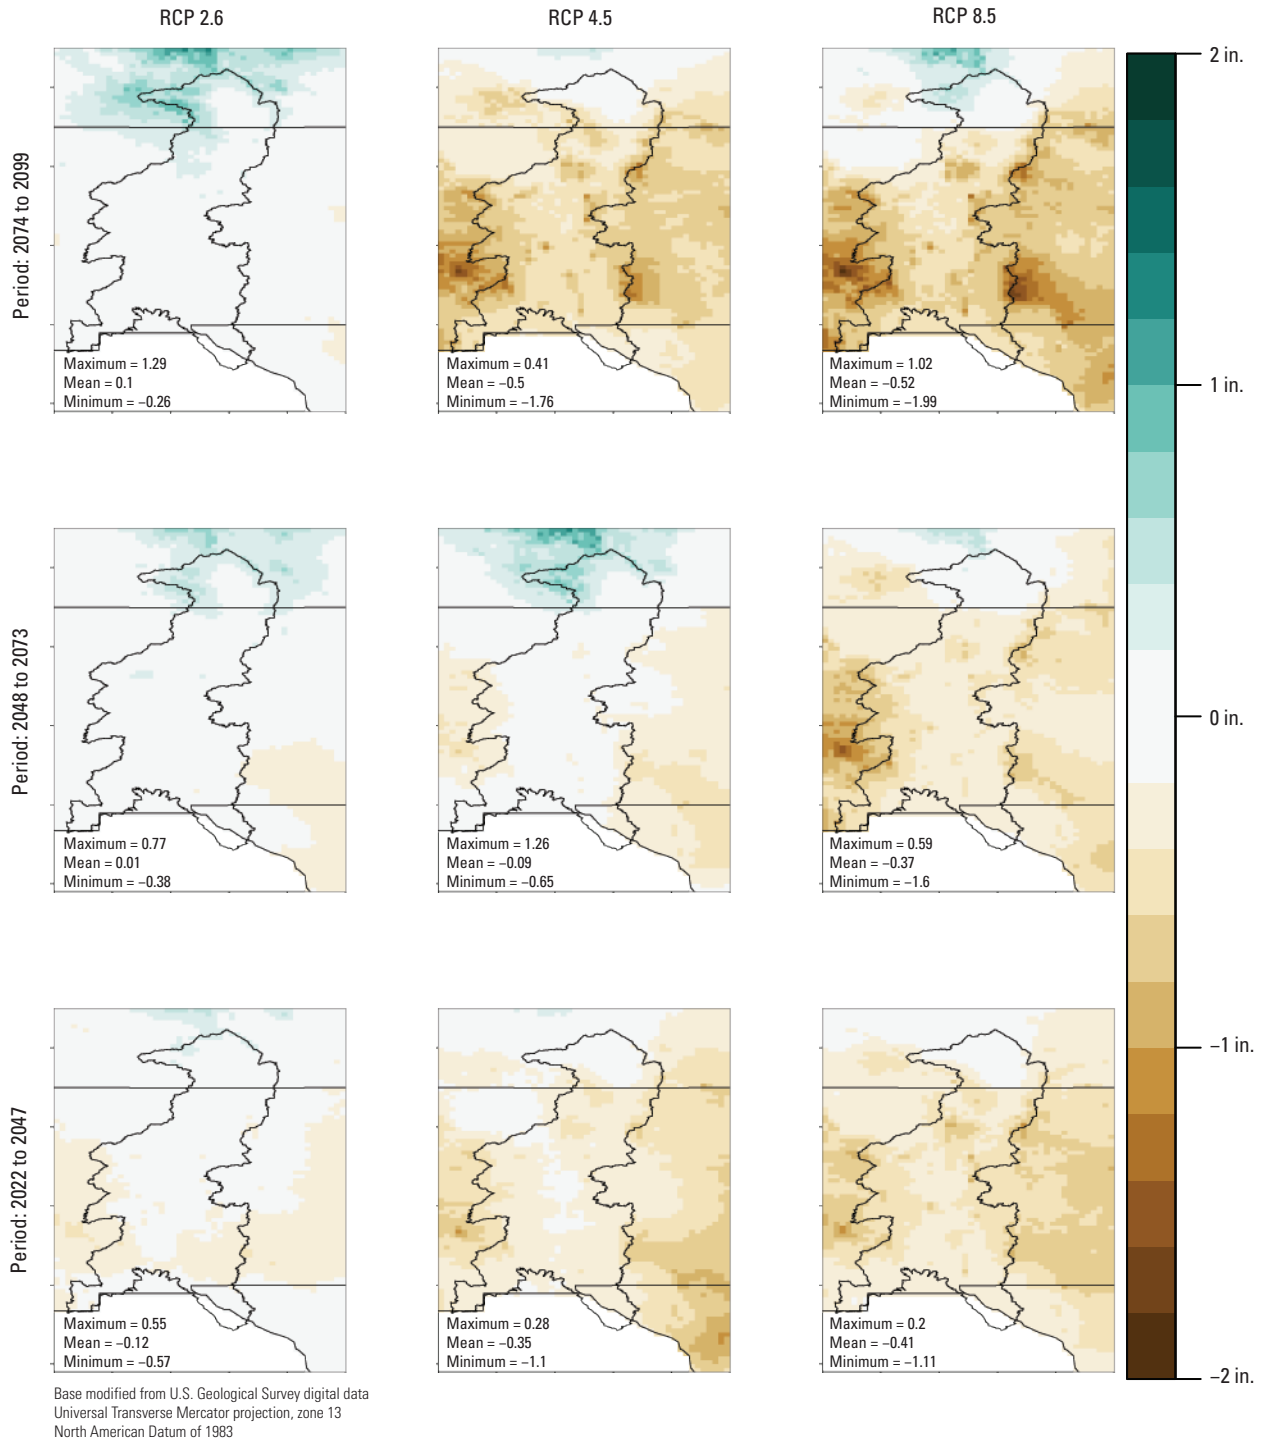 RCP 2.6
RCP 4.5
RCP 8.5
Period: 2074 to 2099
Maximum = 1.29
Mean = 0.1
Minimum = −0.26
Maximum = 0.41
Mean = −0.5
Minimum = −1.76
Maximum = 1.02
Mean = −0.52
Minimum = −1.99
Period: 2048 to 2073
Maximum = 0.77
Mean = 0.01
Minimum = −0.38
Maximum = 1.26
Mean = −0.09
Minimum = −0.65
Maximum = 0.59
Mean = −0.37
Minimum = −1.6
Period: 2022 to 2047
Maximum = 0.55
Mean = −0.12
Minimum = −0.57
Maximum = 0.28
Mean = −0.35
Minimum = −1.1
Maximum = 0.2
Mean = −0.41
Minimum = −1.11
2 in.
1 in.
0 in.
−1 in.
−2 in.
Base modified from U.S. Geological Survey digital data
Universal Transverse Mercator projection, zone 13
North American Datum of 1983